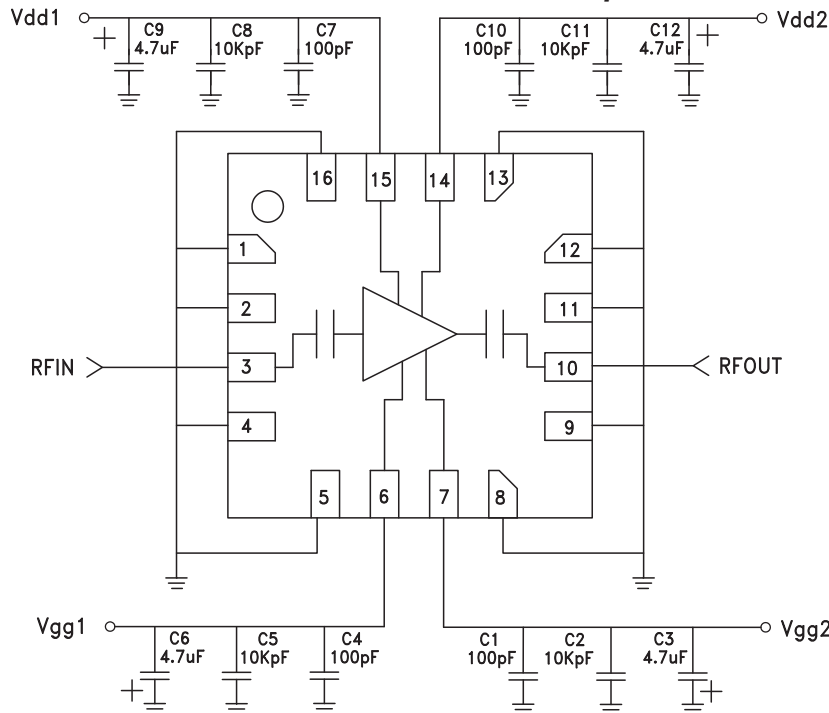 Vdd1
C9
4.7uF
C8
10KpF
C7
100pF
C10
100pF
C11
10KpF
C12
4.7uF
Vdd2
+
+
16
15
14
13
1
12
2
11
RFIN
3
10
RFOUT
4
9
5
6
7
8
Vgg1
C6
4.7uF
C5
10KpF
C4
100pF
C1
100pF
C2
10KpF
C3
4.7uF
Vgg2
+
+